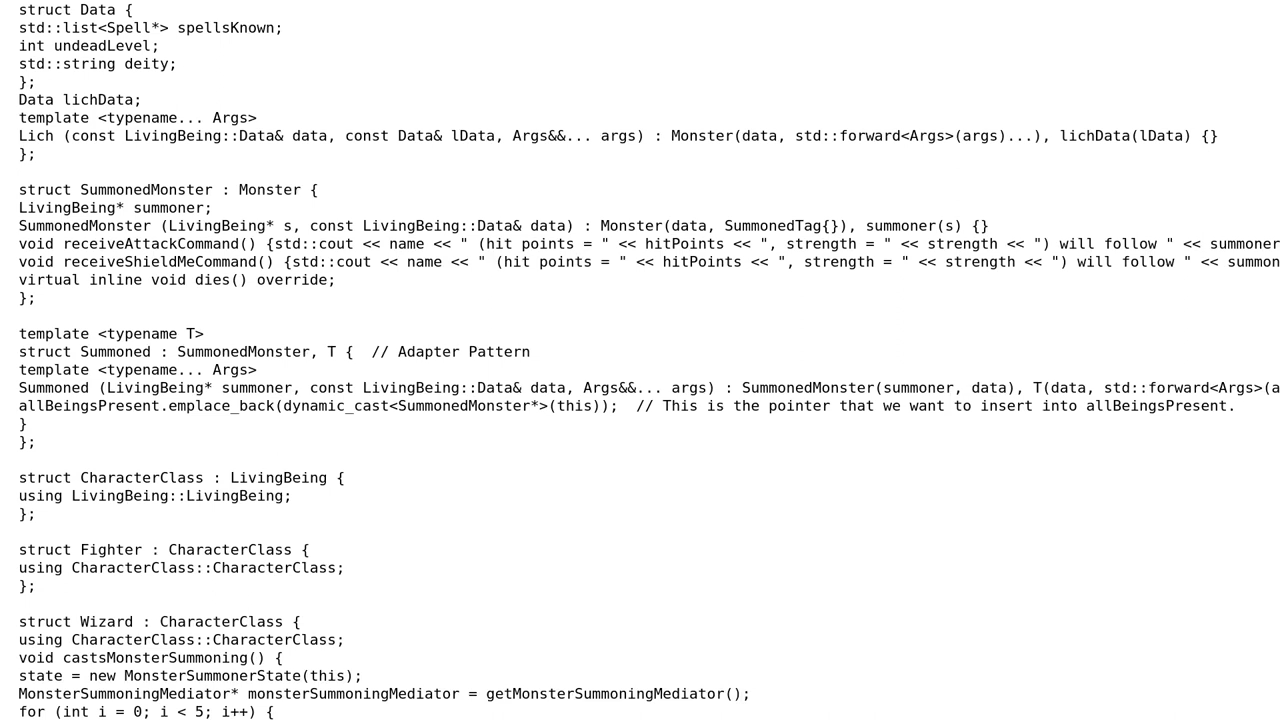 struct Data {
std::list<Spell*> spellsKnown;
int undeadLevel;
std::string deity;
};
Data lichData;
template <typename... Args>
Lich (const LivingBeing::Data& data, const Data& lData, Args&&... args) : Monster(data, std::forward<Args>(args)...), lichData(lData) {}
};

struct SummonedMonster : Monster {
LivingBeing* summoner;
SummonedMonster (LivingBeing* s, const LivingBeing::Data& data) : Monster(data, SummonedTag{}), summoner(s) {}
void receiveAttackCommand() {std::cout << name << " (hit points = " << hitPoints << ", strength = " << strength << ") will follow " << summoner
void receiveShieldMeCommand() {std::cout << name << " (hit points = " << hitPoints << ", strength = " << strength << ") will follow " << summon
virtual inline void dies() override;
};

template <typename T>
struct Summoned : SummonedMonster, T {  // Adapter Pattern
template <typename... Args>
Summoned (LivingBeing* summoner, const LivingBeing::Data& data, Args&&... args) : SummonedMonster(summoner, data), T(data, std::forward<Args>(a
allBeingsPresent.emplace_back(dynamic_cast<SummonedMonster*>(this));  // This is the pointer that we want to insert into allBeingsPresent.
}
};

struct CharacterClass : LivingBeing {
using LivingBeing::LivingBeing;
};

struct Fighter : CharacterClass {
using CharacterClass::CharacterClass;
};

struct Wizard : CharacterClass {
using CharacterClass::CharacterClass;
void castsMonsterSummoning() {
state = new MonsterSummonerState(this);
MonsterSummoningMediator* monsterSummoningMediator = getMonsterSummoningMediator();
for (int i = 0; i < 5; i++) {